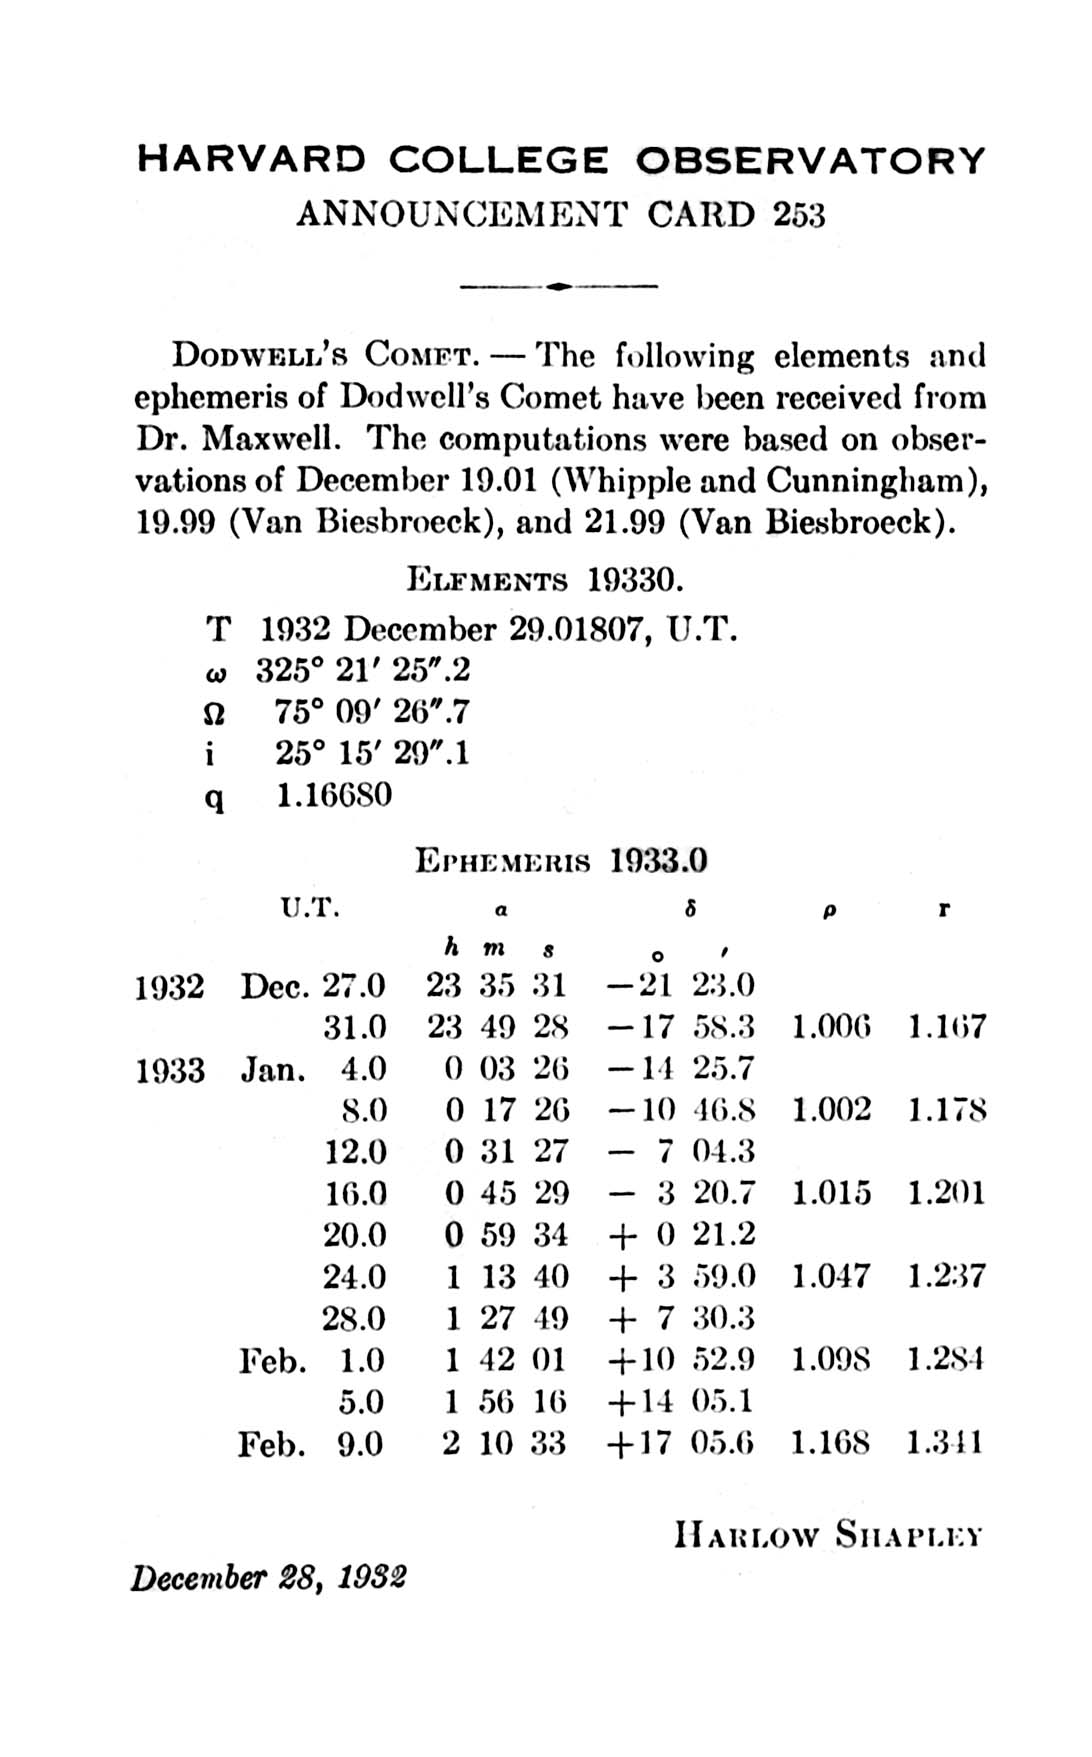 HARVARD COLLEGE OBSERVATORY
ANNOUNCEMENT CARD 253
DODWELL'S COMET. — The following elements and
ephemeris of Dodwell's Comet have been received from
Dr. Maxwell. The computations were based on obser-
vations of December 19.01 (Whipple and Cunningham),
19.99 (Van Biesbroeck), and 21.99 (Van Biesbroeck).
ELEMENTS 19330.
T 1932 December 29.01807, U.T.
ω 325° 21′ 25″.2
Ω 75° 09′ 26″.7
i 25° 15′ 29″.1
q 1.16680
EPHEMERIS 1933.0
U.T. α δ ρ r
h m s ° ′
1932 Dec. 27.0 23 35 31 −21 23.0
31.0 23 49 28 −17 58.3 1.006 1.167
1933 Jan. 4.0 0 03 26 −14 25.7
8.0 0 17 26 −10 46.8 1.002 1.178
12.0 0 31 27 − 7 04.3
16.0 0 45 29 − 3 20.7 1.015 1.201
20.0 0 59 34 + 0 21.2
24.0 1 13 40 + 3 59.0 1.047 1.237
28.0 1 27 49 + 7 30.3
Feb. 1.0 1 42 01 +10 52.9 1.098 1.284
5.0 1 56 16 +14 05.1
Feb. 9.0 2 10 33 +17 05.6 1.168 1.341
HARLOW SHAPLEY
December 28, 1932